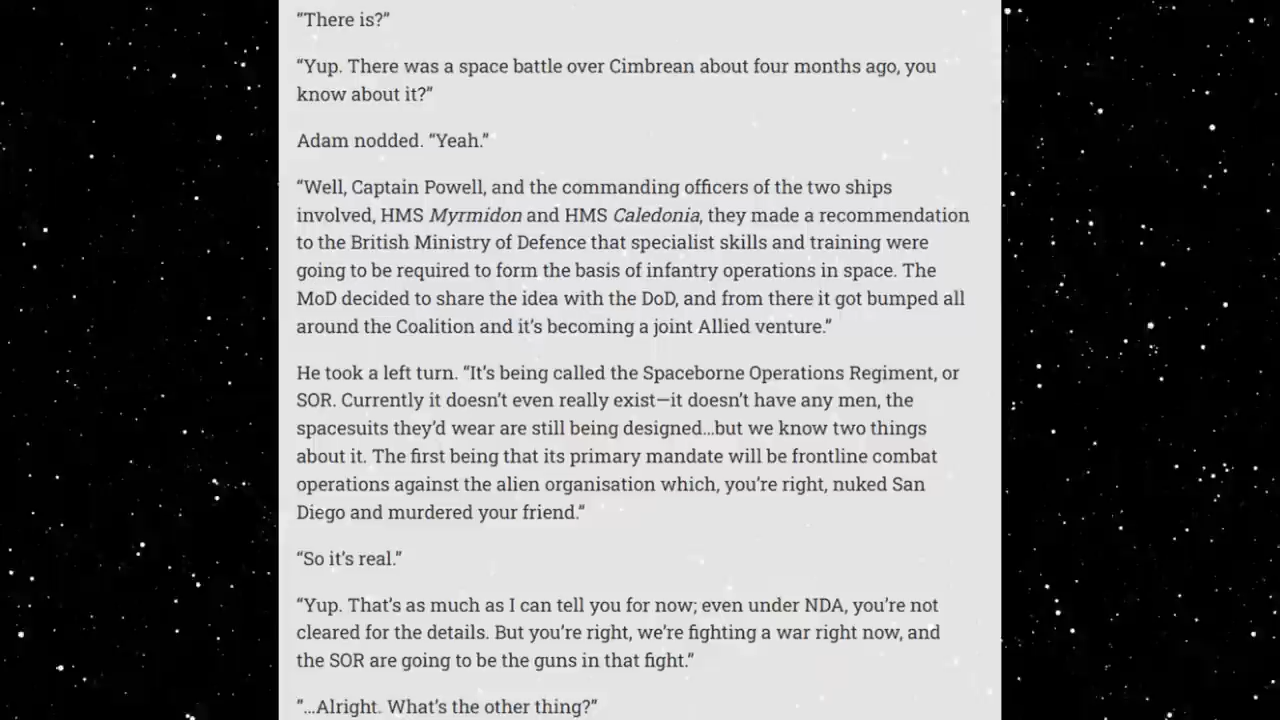 “There is?”
“Yup. There was a space battle over Cimbrean about four months ago, you
know about it?”
Adam nodded. “Yeah.”
“Well, Captain Powell, and the commanding officers of the two ships
involved, HMS Myrmidon and HMS Caledonia, they made a recommendation
to the British Ministry of Defence that specialist skills and training were
going to be required to form the basis of infantry operations in space. The
MoD decided to share the idea with the DoD, and from there it got bumped all
around the Coalition and it’s becoming a joint Allied venture.”
He took a left turn. “It’s being called the Spaceborne Operations Regiment, or
SOR. Currently it doesn’t even really exist—it doesn’t have any men, the
spacesuits they’d wear are still being designed…but we know two things
about it. The first being that its primary mandate will be frontline combat
operations against the alien organisation which, you’re right, nuked San
Diego and murdered your friend.”
“So it’s real.”
“Yup. That’s as much as I can tell you for now; even under NDA, you’re not
cleared for the details. But you’re right, we’re fighting a war right now, and
the SOR are going to be the guns in that fight.”
“…Alright. What’s the other thing?”